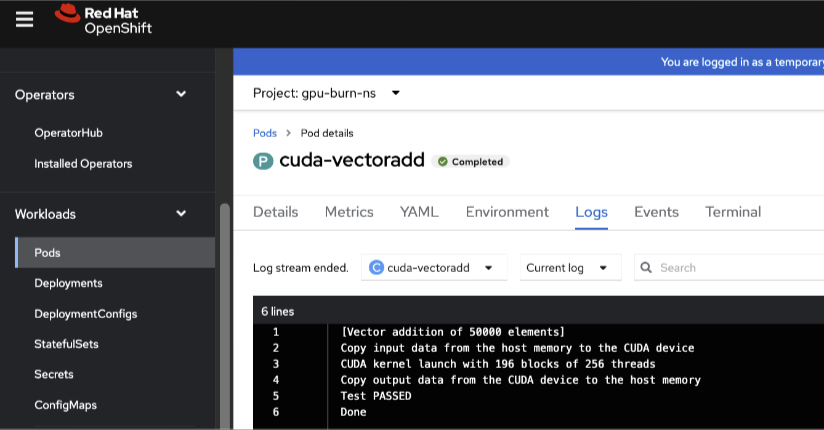 Red Hat
OpenShift
You are logged in as a temporary
Operators
OperatorHub
Installed Operators
Workloads
Pods
Deployments
DeploymentConfigs
StatefulSets
Secrets
ConfigMaps
Project: gpu-burn-ns
Pods > Pod details
P cuda-vectoradd Completed
Details Metrics YAML Environment Logs Events Terminal
Log stream ended. C cuda-vectoradd Current log Search
6 lines
1 [Vector addition of 50000 elements]
2 Copy input data from the host memory to the CUDA device
3 CUDA kernel launch with 196 blocks of 256 threads
4 Copy output data from the CUDA device to the host memory
5 Test PASSED
6 Done